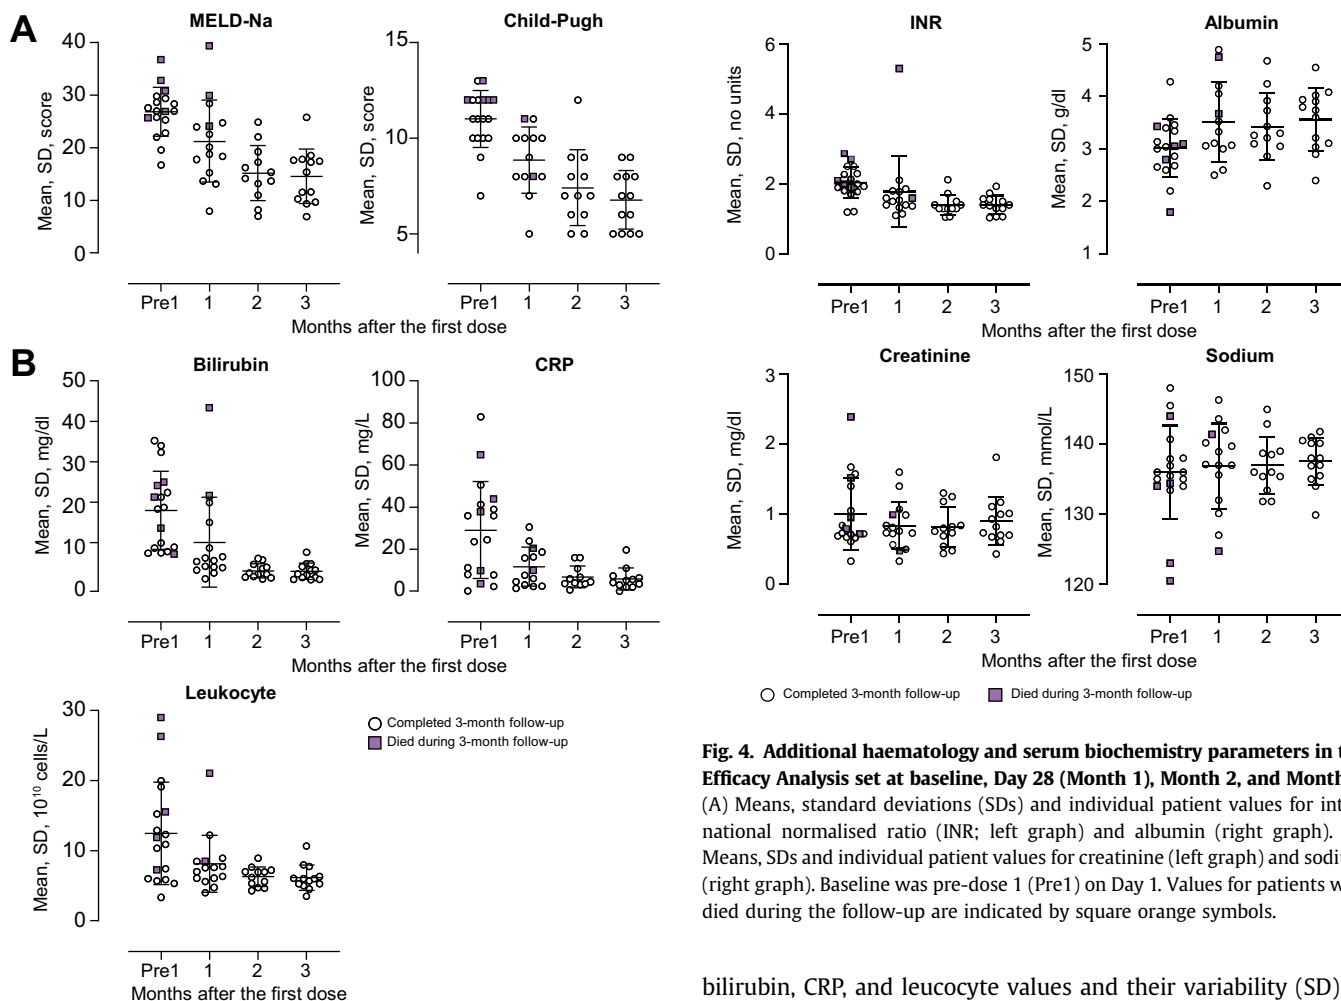 A
MELD-Na
Mean, SD, score
40
30
20
10
0
Pre1 1 2 3
Child-Pugh
Mean, SD, score
15
10
5
Pre1 1 2 3
Months after the first dose
B
Bilirubin
Mean, SD, mg/dl
50
40
30
20
10
0
Pre1 1 2 3
CRP
Mean, SD, mg/L
100
80
60
40
20
0
Pre1 1 2 3
Months after the first dose
Leukocyte
Mean, SD, 10¹⁰ cells/L
30
20
10
0
Pre1 1 2 3
Months after the first dose
Completed 3-month follow-up
Died during 3-month follow-up
INR
Mean, SD, no units
6
4
2
0
Pre1 1 2 3
Albumin
Mean, SD, g/dl
5
4
3
2
1
Pre1 1 2 3
Months after the first dose
Creatinine
Mean, SD, mg/dl
3
2
1
0
Pre1 1 2 3
Sodium
Mean, SD, mmol/L
150
140
130
120
Pre1 1 2 3
Months after the first dose
Completed 3-month follow-up Died during 3-month follow-up
Fig. 4. Additional haematology and serum biochemistry parameters in
Efficacy Analysis set at baseline, Day 28 (Month 1), Month 2, and Month
(A) Means, standard deviations (SDs) and individual patient values for
national normalised ratio (INR; left graph) and albumin (right graph).
Means, SDs and individual patient values for creatinine (left graph) and
(right graph). Baseline was pre-dose 1 (Pre1) on Day 1. Values for patients
died during the follow-up are indicated by square orange symbols.
bilirubin, CRP, and leucocyte values and their variability (SD)